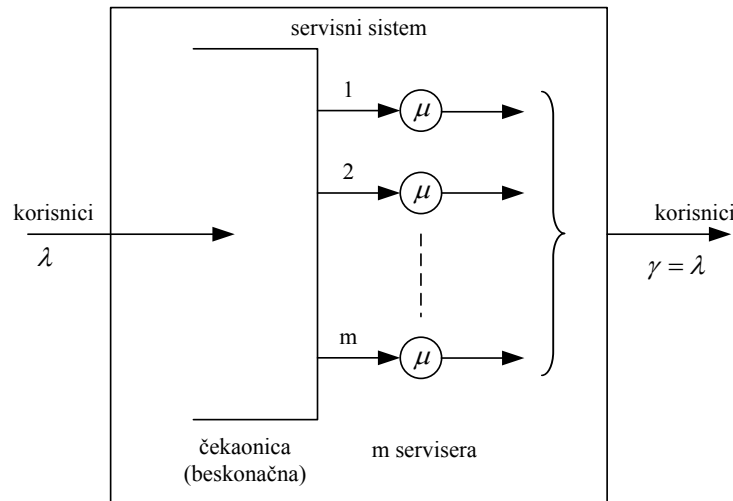 servisni sistem
1
μ
2
μ
korisnici
λ
korisnici
γ = λ
m
μ
čekaonica
(beskonačna)
m servisera